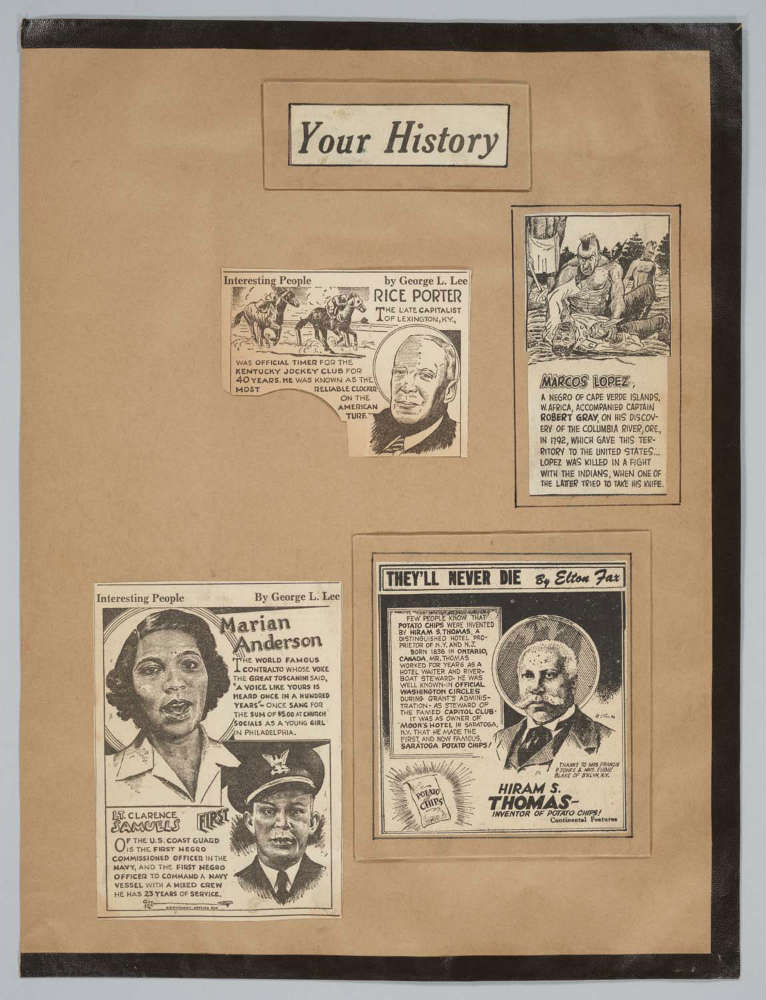 Your History
Interesting People
by George L. Lee
RICE PORTER
THE LATE CAPITALIST
OF LEXINGTON, KY.,
WAS OFFICIAL TIMER FOR THE
KENTUCKY JOCKEY CLUB FOR
40 YEARS. HE WAS KNOWN AS THE
MOST RELIABLE CLOCKER
ON THE
AMERICAN
TURF
MARCOS LOPEZ,
A NEGRO OF CAPE VERDE ISLANDS,
W. AFRICA, ACCOMPANIED CAPTAIN
ROBERT GRAY, ON HIS DISCOV-
ERY OF THE COLUMBIA RIVER, ORE.,
IN 1792, WHICH GAVE THIS TER-
RITORY TO THE UNITED STATES...
LOPEZ WAS KILLED IN A FIGHT
WITH THE INDIANS, WHEN ONE OF
THE LATTER TRIED TO TAKE HIS KNIFE.
Interesting People
By George L. Lee
Marian
Anderson
THE WORLD FAMOUS
CONTRALTO WHOSE VOICE
THE GREAT TOSCANINI SAID,
"A VOICE LIKE YOURS IS
HEARD ONCE IN A HUNDRED
YEARS"- ONCE SANG FOR
THE SUM OF $5.00 AT CHURCH
SOCIALS AS A YOUNG GIRL
IN PHILADELPHIA.
LT. CLARENCE
SAMUELS
FIRST
OF THE U.S. COAST GUARD
IS THE FIRST NEGRO
COMMISSIONED OFFICER IN THE
NAVY, AND THE FIRST NEGRO
OFFICER TO COMMAND A NAVY
VESSEL WITH A MIXED CREW
HE HAS 23 YEARS OF SERVICE.
THEY'LL NEVER DIE
By Elton Fax
FEW PEOPLE KNOW THAT
POTATO CHIPS WERE INVENTED
BY HIRAM S. THOMAS, A
DISTINGUISHED HOTEL PRO-
PRIETOR OF N.Y. AND N.J.
BORN 1836 IN ONTARIO,
CANADA, MR. THOMAS
WORKED FOR YEARS AS A
HOTEL WAITER AND RIVER-
BOAT STEWARD- HE WAS
WELL KNOWN IN OFFICIAL
WASHINGTON CIRCLES
DURING GRANT'S ADMINIS-
TRATION- AS STEWARD OF
THE FAMED CAPITOL CLUB-
IT WAS AS OWNER OF
MOON'S HOTEL IN SARATOGA,
N.Y. THAT HE MADE THE
FIRST, AND NOW FAMOUS,
SARATOGA POTATO CHIPS!
POTATO
CHIPS
THANKS TO MRS. FRANCIS
BLAKE OF B'KLYN, N.Y.
HIRAM S.
THOMAS-
INVENTOR OF POTATO CHIPS!
Continental Features